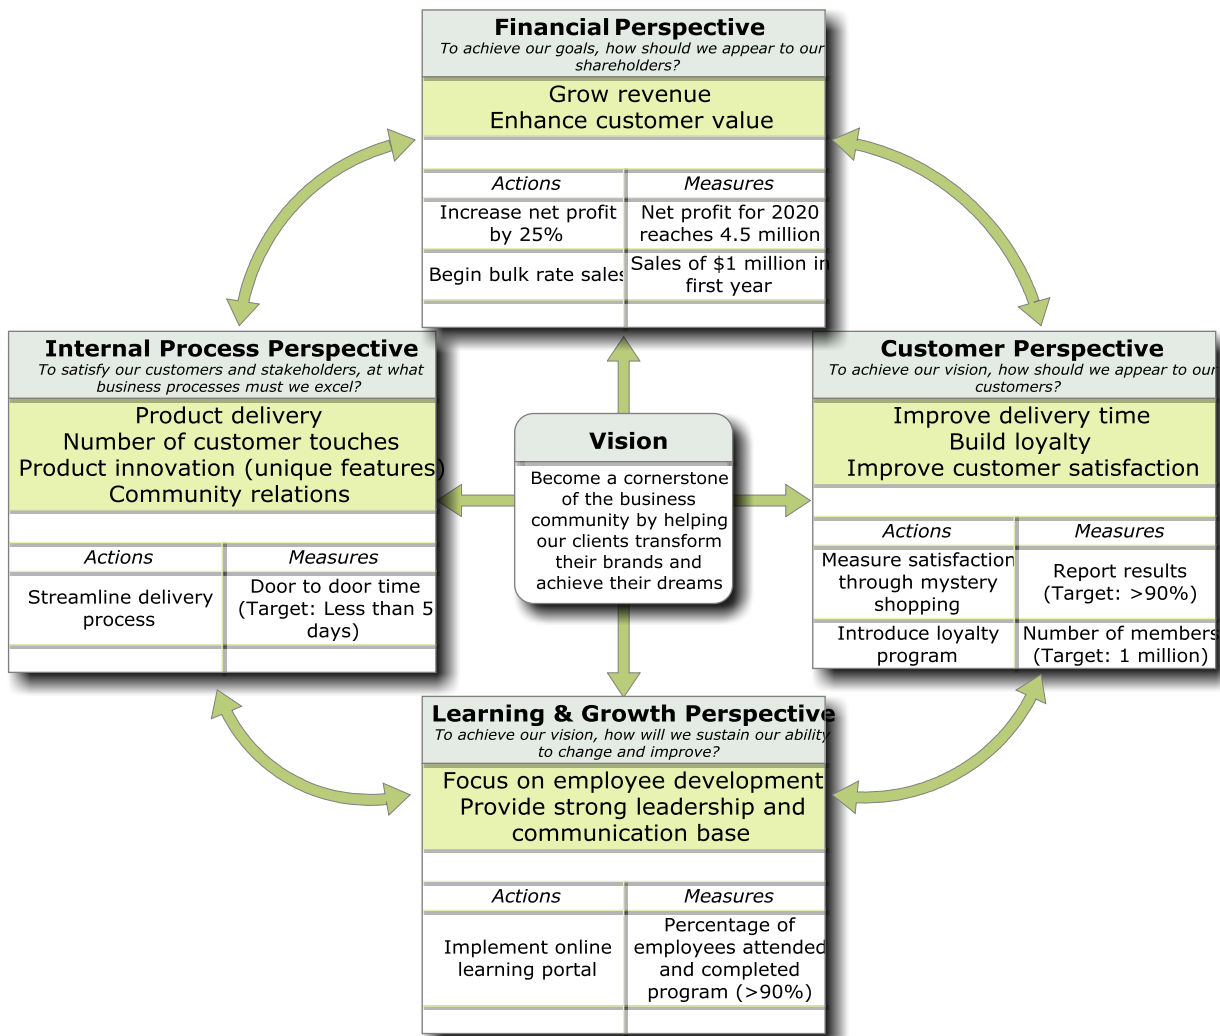 Financial Perspective
To achieve our goals, how should we appear to our
shareholders?
Grow revenue
Enhance customer value
Actions
Measures
Increase net profit
by 25%
Net profit for 2020
reaches 4.5 million
Begin bulk rate sales
Sales of $1 million in
first year
Internal Process Perspective
To satisfy our customers and stakeholders, at what
business processes must we excel?
Product delivery
Number of customer touches
Product innovation (unique features)
Community relations
Actions
Measures
Streamline delivery
process
Door to door time
(Target: Less than 5
days)
Vision
Become a cornerstone
of the business
community by helping
our clients transform
their brands and
achieve their dreams
Customer Perspective
To achieve our vision, how should we appear to our
customers?
Improve delivery time
Build loyalty
Improve customer satisfaction
Actions
Measures
Measure satisfaction
through mystery
shopping
Report results
(Target: >90%)
Introduce loyalty
program
Number of members
(Target: 1 million)
Learning & Growth Perspective
To achieve our vision, how will we sustain our ability
to change and improve?
Focus on employee development
Provide strong leadership and
communication base
Actions
Measures
Implement online
learning portal
Percentage of
employees attended
and completed
program (>90%)